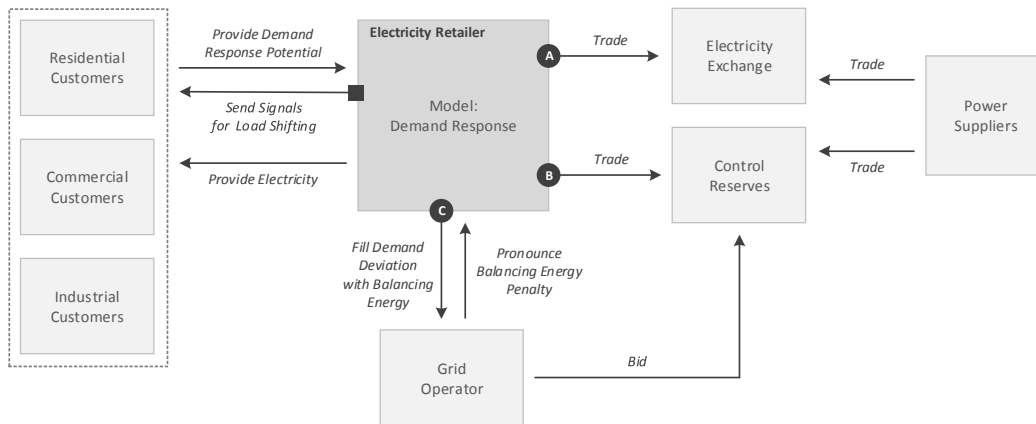 Residential
Customers
Commercial
Customers
Industrial
Customers
Provide Demand
Response Potential
Send Signals
for Load Shifting
Provide Electricity
Electricity Retailer
Model:
Demand Response
A
B
C
Trade
Trade
Electricity
Exchange
Control
Reserves
Trade
Trade
Power
Suppliers
Fill Demand
Deviation
with Balancing
Energy
Pronounce
Balancing Energy
Penalty
Grid
Operator
Bid